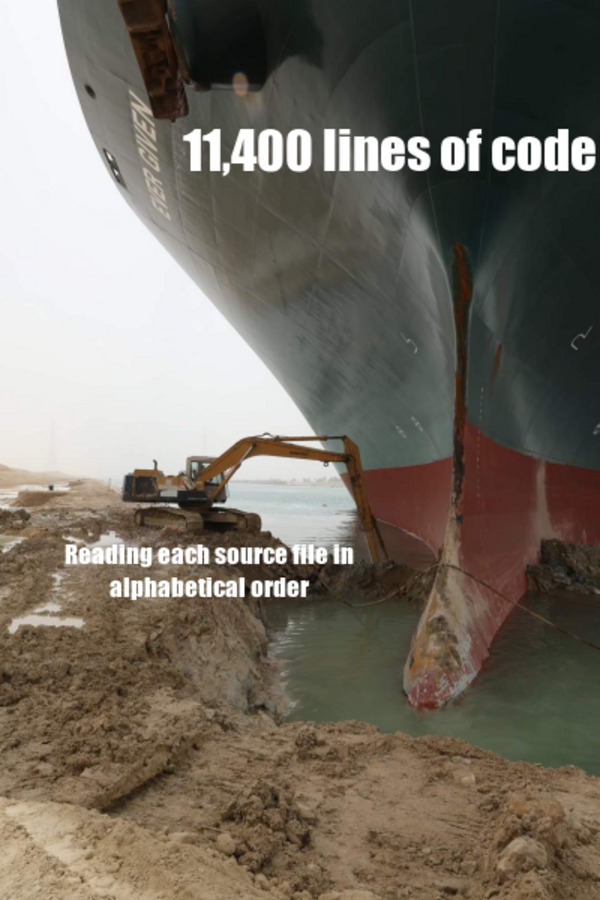 11,400 lines of code
EVER GIVEN
Reading each source file in
alphabetical order